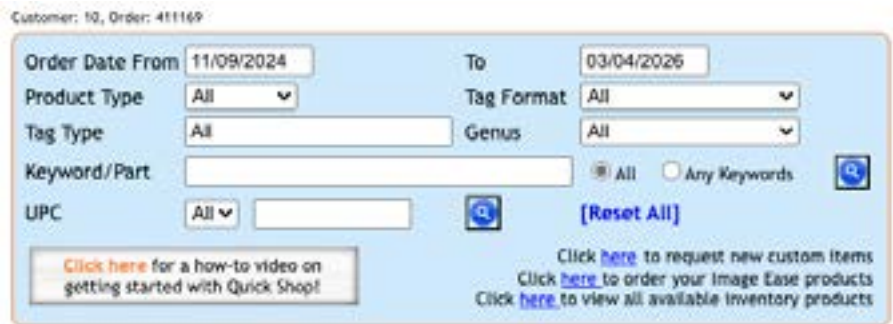 Customer: 10, Order: 411169
Order Date From 11/09/2024 To 03/04/2026
Product Type All Tag Format All
Tag Type All Genus All
Keyword/Part All Any Keywords
UPC All [Reset All]
Click here for a how-to video on
getting started with Quick Shop!
Click here to request new custom items
Click here to order your Image Ease products
Click here to view all available inventory products